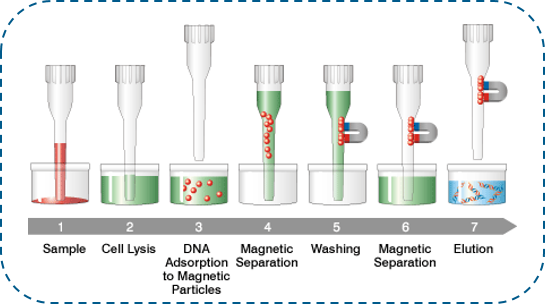 1 2 3 4 5 6 7
Sample
Cell Lysis
DNA
Adsorption
to Magnetic
Particles
Magnetic
Separation
Washing
Magnetic
Separation
Elution